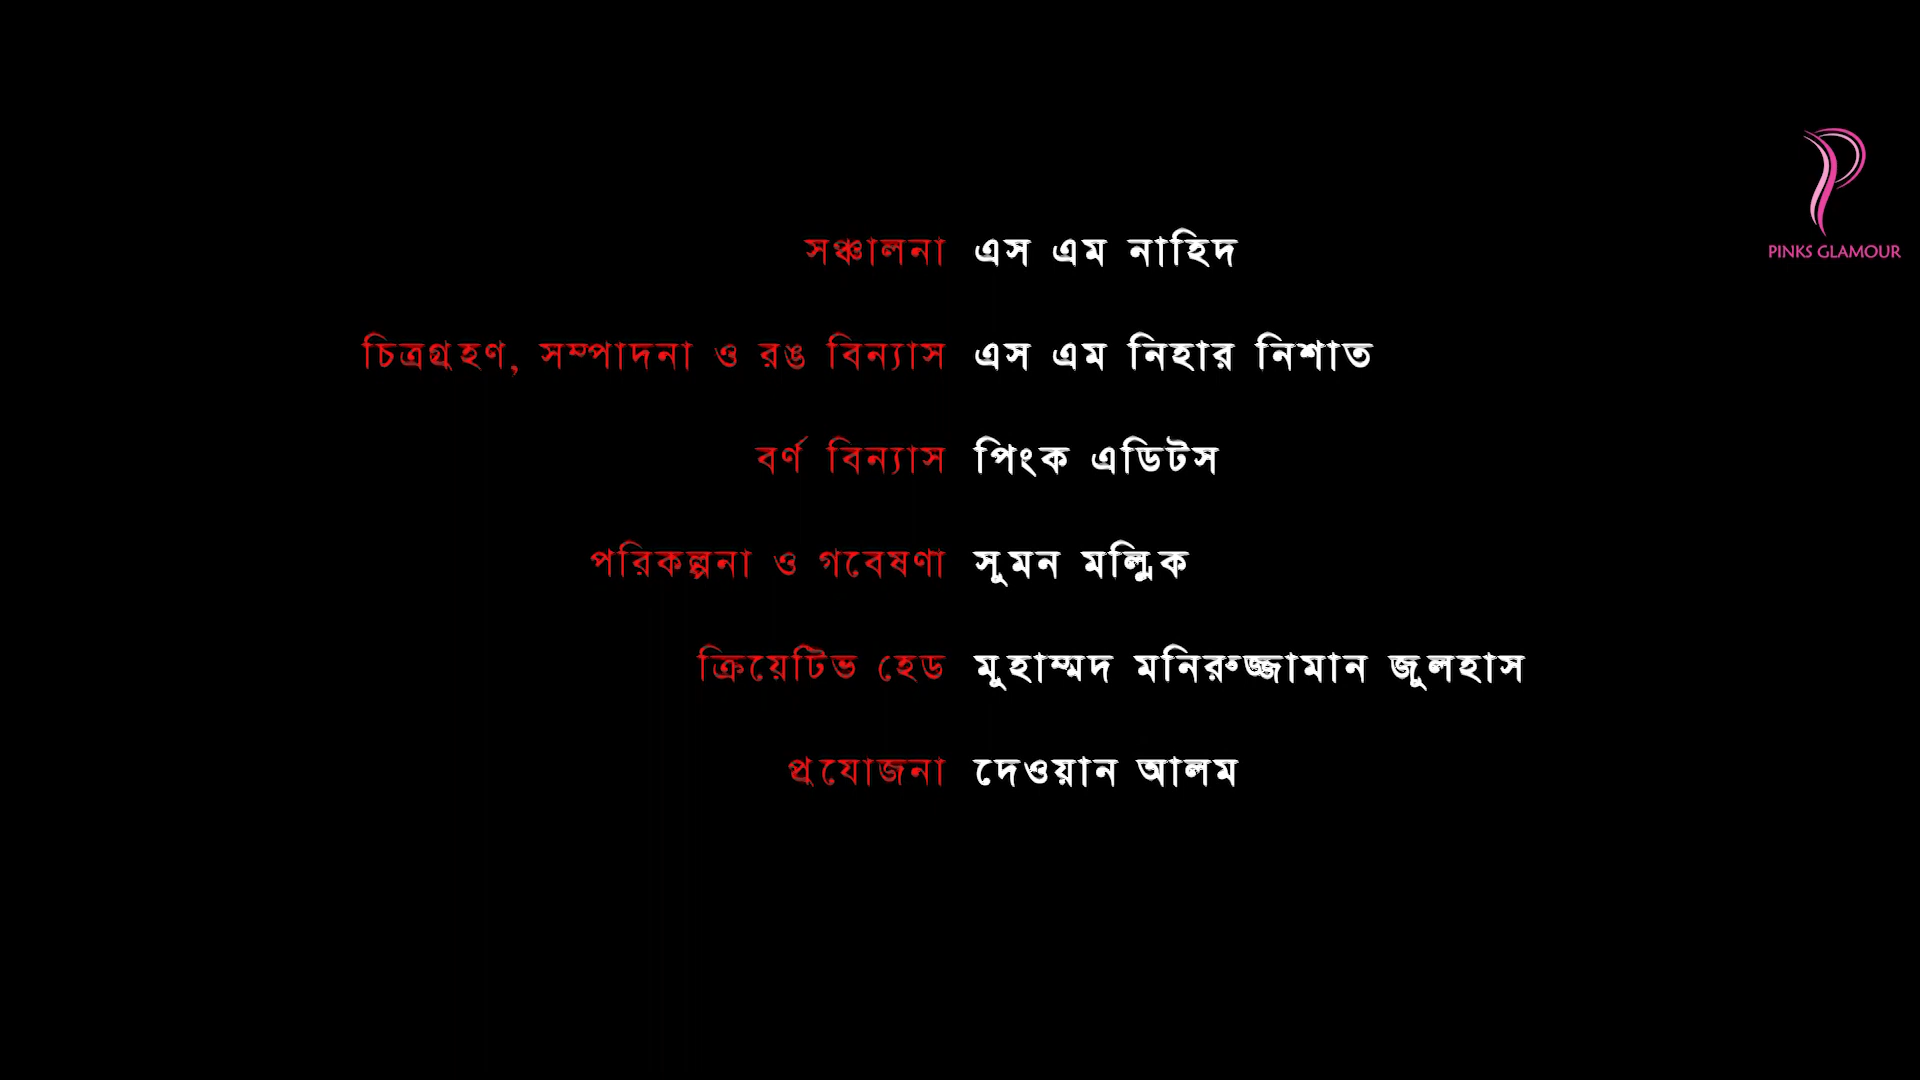 সঞ্চালনা এস এম নাহিদ
চিত্রগ্রহণ, সম্পাদনা ও রঙ বিন্যাস এস এম নিহার নিশাত
বর্ণ বিন্যাস পিংক এডিটস
পরিকল্পনা ও গবেষণা সুমন মল্লিক
ক্রিয়েটিভ হেড মুহাম্মদ মনিরুজ্জামান জুলহাস
প্রযোজনা দেওয়ান আলম
PINKS GLAMOUR